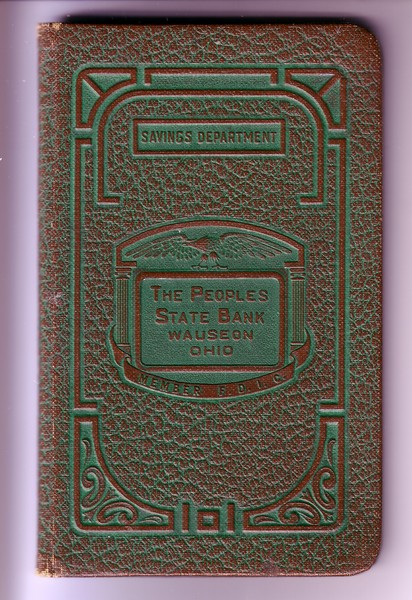 SAVINGS DEPARTMENT
THE PEOPLES
STATE BANK
WAUSEON
OHIO
MEMBER F.D.I.C.